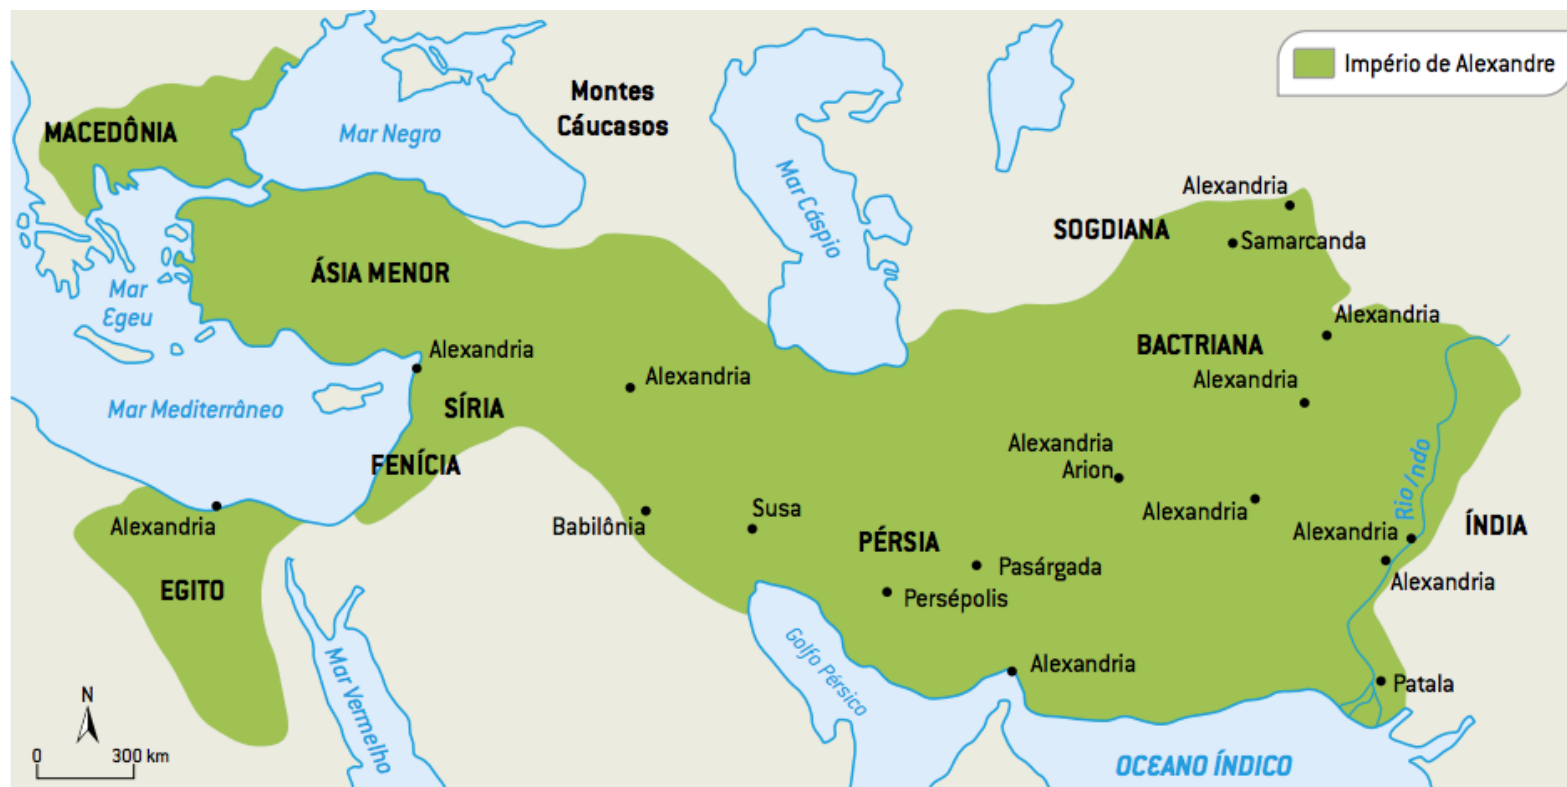 Império de Alexandre
MACEDÔNIA
Mar Negro
Montes
Cáucasos
Mar Cáspio
Alexandria
SOGDIANA
Samarcanda
ÁSIA MENOR
Mar
Egeu
Alexandria
BACTRIANA
Alexandria
Alexandria
Alexandria
Mar Mediterrâneo
SÍRIA
FENÍCIA
Alexandria
Arion
Rio Indo
Alexandria
Babilônia
Susa
Alexandria
Alexandria
ÍNDIA
PÉRSIA
Pasárgada
Alexandria
EGITO
Persépolis
Golfo Pérsico
Alexandria
Mar Vermelho
Patala
N
0 300 km
OCEANO ÍNDICO